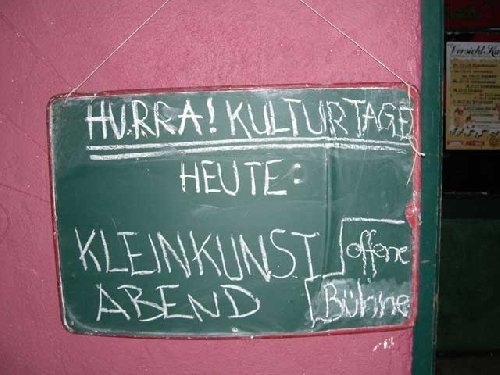 HURRA! KULTURTAGE
HEUTE:
KLEINKUNST
ABEND
offene
Bühne